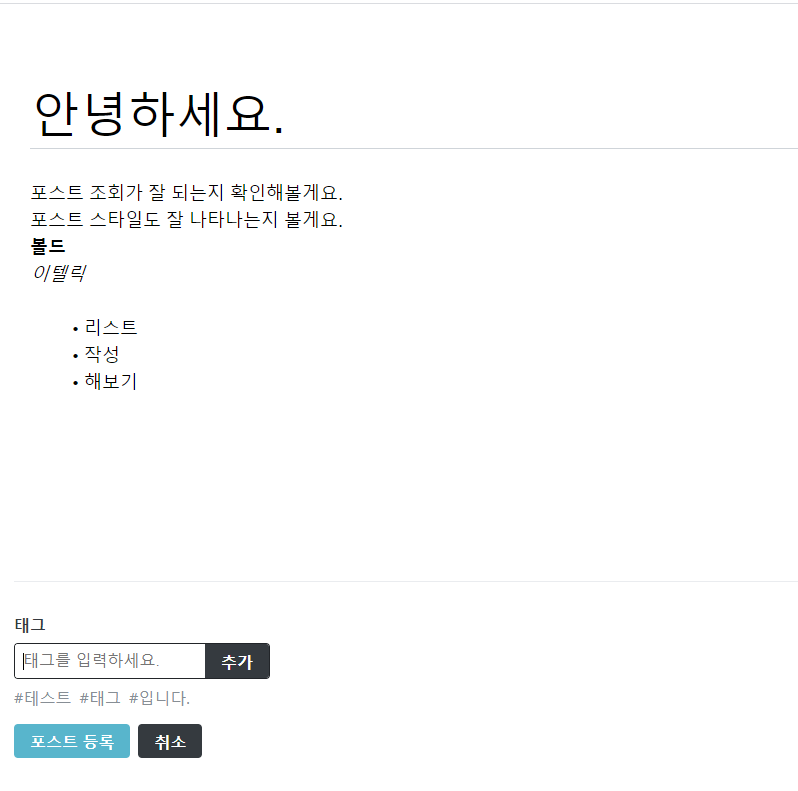 안녕하세요.
포스트 조회가 잘 되는지 확인해볼게요.
포스트 스타일도 잘 나타나는지 볼게요.
볼드
이텔릭
• 리스트
• 작성
• 해보기
태그
태그를 입력하세요. 추가
#테스트 #태그 #입니다.
포스트 등록 취소